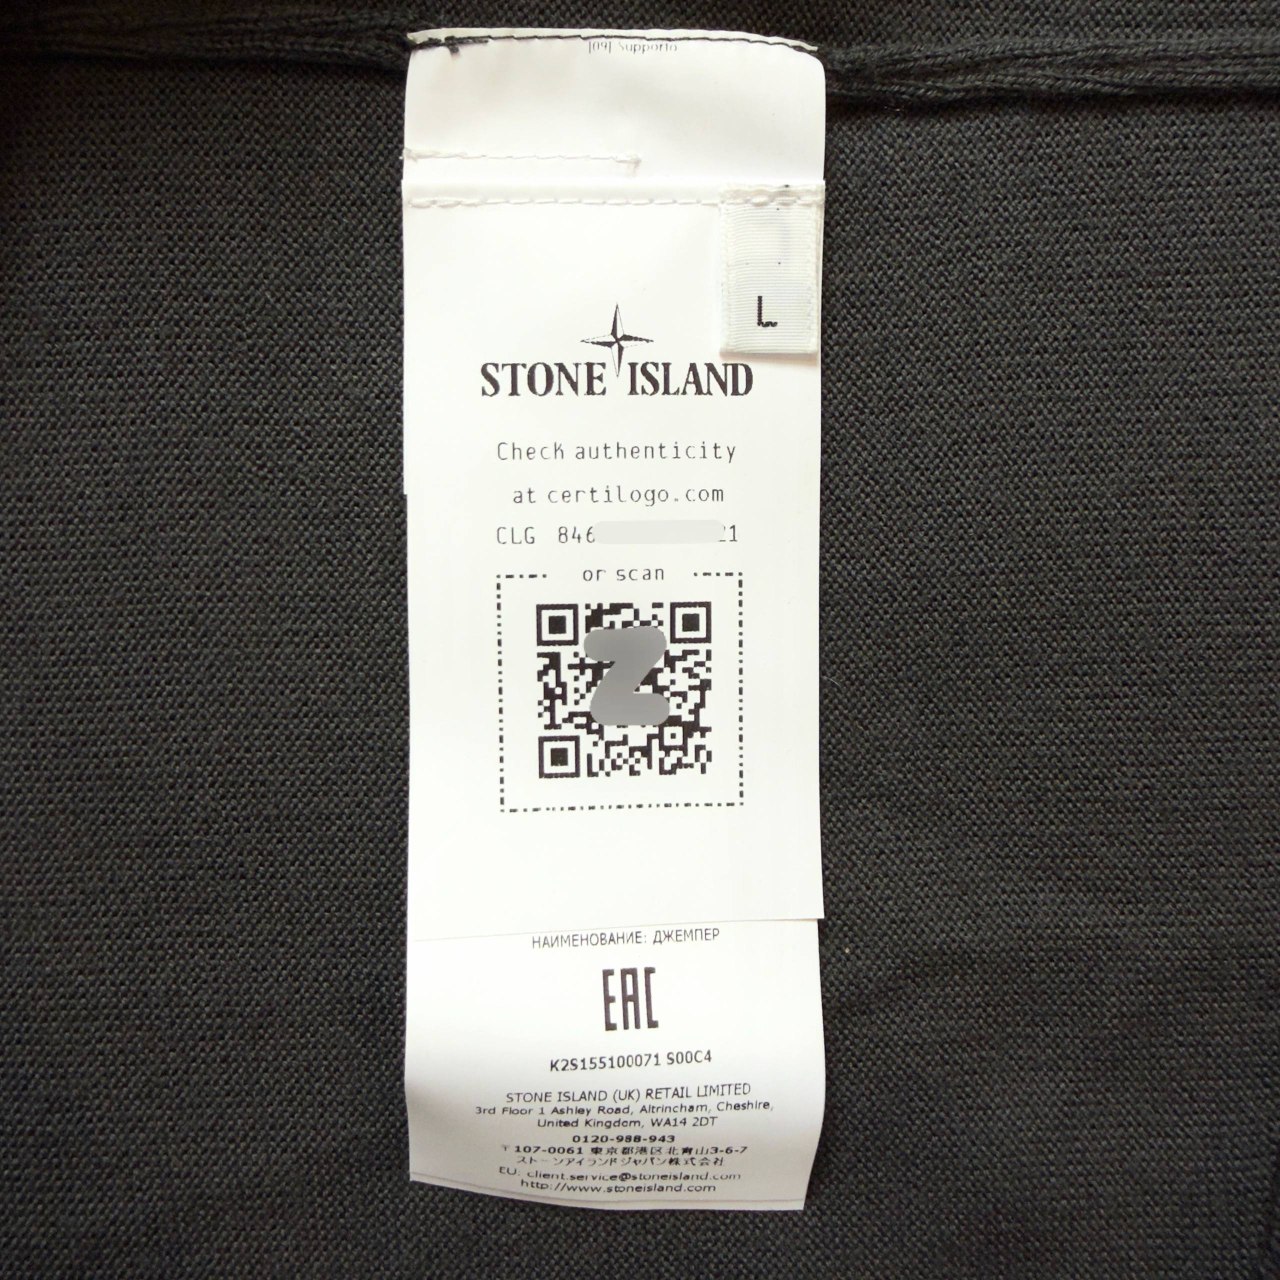 [09] Supporto
L
STONE ISLAND
Check authenticity
at certilogo.com
CLG 846 21
or scan
Z
НАИМЕНОВАНИЕ: ДЖЕМПЕР
EAC
K2S155100071 S00C4
STONE ISLAND (UK) RETAIL LIMITED
3rd Floor 1 Ashley Road, Altrincham, Cheshire,
United Kingdom, WA14 2DT
0120-988-943
〒107-0061 東京都港区北青山3-6-7
ストーンアイランドジャパン株式会社
EU: client.service@stoneisland.com
http://www.stoneisland.com